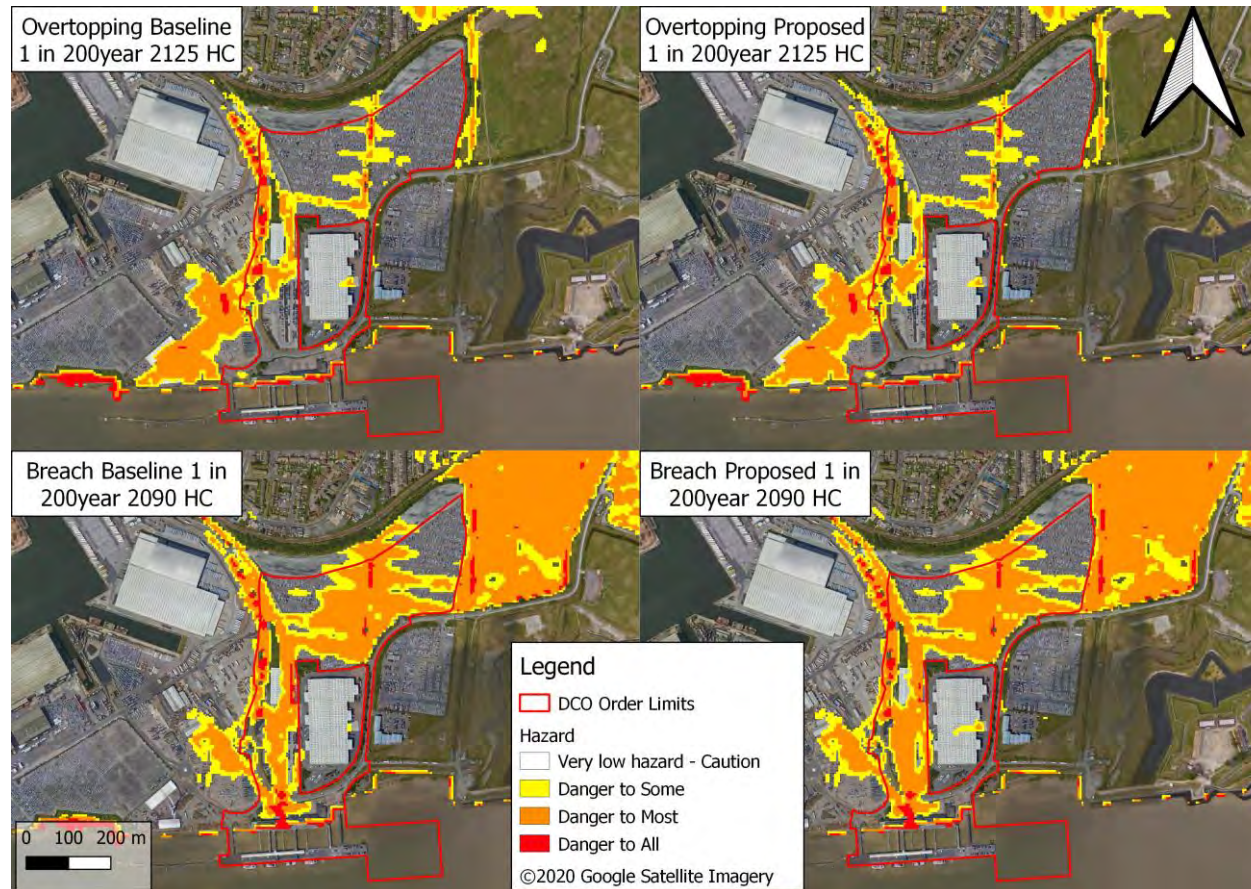 Overtopping Baseline
1 in 200year 2125 HC
Overtopping Proposed
1 in 200year 2125 HC
Breach Baseline 1 in
200year 2090 HC
Breach Proposed 1 in
200year 2090 HC
Legend
DCO Order Limits
Hazard
Very low hazard - Caution
Danger to Some
Danger to Most
Danger to All
©2020 Google Satellite Imagery
0 100 200 m